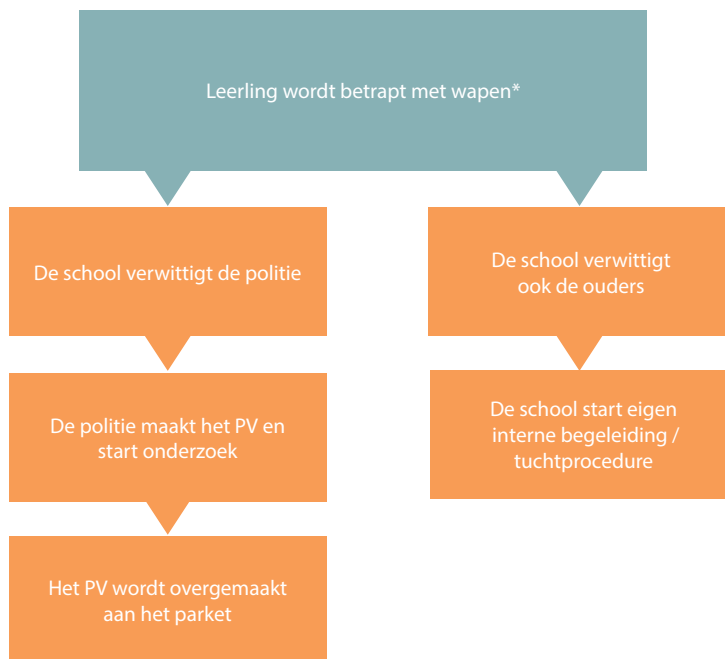 Leerling wordt betrapt met wapen*
De school verwittigt de politie
De school verwittigt
ook de ouders
De politie maakt het PV en
start onderzoek
De school start eigen
interne begeleiding /
tuchtprocedure
Het PV wordt overgemaakt
aan het parket